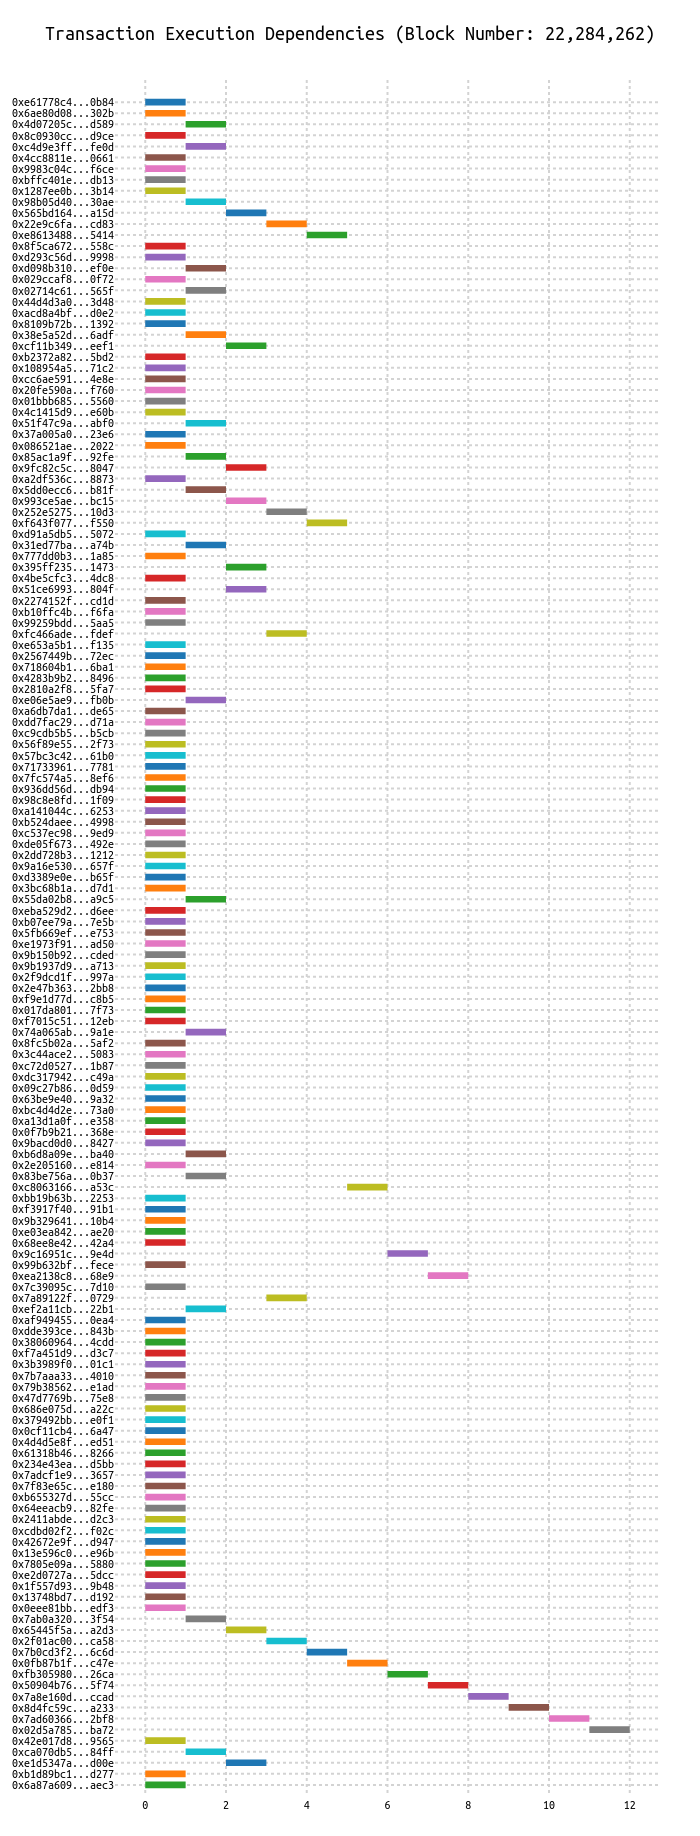 Transaction Execution Dependencies (Block Number: 22,284,262)
0xe61778c4...0b84
0x6ae80d08...302b
0x4d07205c...d589
0x8c0930cc...d9ce
0xc4d9e3ff...fe0d
0x4cc8811e...0661
0x9983c04c...f6ce
0xbffc401e...db13
0x1287ee0b...3b14
0x98b05d40...30ae
0x565bd164...a15d
0x22e9c6fa...cd83
0xe8613488...5414
0x8f5ca672...558c
0xd293c56d...9998
0xd098b310...ef0e
0x029ccaf8...0f72
0x02714c61...565f
0x44d4d3a0...3d48
0xacd8a4bf...d0e2
0x8109b72b...1392
0x38e5a52d...6adf
0xcf11b349...eef1
0xb2372a82...5bd2
0x108954a5...71c2
0xcc6ae591...4e8e
0x20fe590a...f760
0x01bbb685...5560
0x4c1415d9...e60b
0x51f47c9a...abf0
0x37a005a0...23e6
0x086521ae...2022
0x85ac1a9f...92fe
0x9fc82c5c...8047
0xa2df536c...8873
0x5dd0ecc6...b81f
0x993ce5ae...bc15
0x252e5275...10d3
0xf643f077...f550
0xd91a5db5...5072
0x31ed77ba...a74b
0x777dd0b3...1a85
0x395ff235...1473
0x4be5cfc3...4dc8
0x51ce6993...804f
0x2274152f...cd1d
0xb10ffc4b...f6fa
0x99259bdd...5aa5
0xfc466ade...fdef
0xe653a5b1...f135
0x2567449b...72ec
0x718604b1...6ba1
0x4283b9b2...8496
0x2810a2f8...5fa7
0xe06e5ae9...fb0b
0xa6db7da1...de65
0xdd7fac29...d71a
0xc9cdb5b5...b5cb
0x56f89e55...2f73
0x57bc3c42...61b0
0x71733961...7781
0x7fc574a5...8ef6
0x936dd56d...db94
0x98c8e8fd...1f09
0xa141044c...6253
0xb524daee...4998
0xc537ec98...9ed9
0xde05f673...492e
0x2dd728b3...1212
0x9a16e530...657f
0xd3389e0e...b65f
0x3bc68b1a...d7d1
0x55da02b8...a9c5
0xeba529d2...d6ee
0xb07ee79a...7e5b
0x5fb669ef...e753
0xe1973f91...ad50
0x9b150b92...cded
0x9b1937d9...a713
0x2f9dcd1f...997a
0x2e47b363...2bb8
0xf9e1d77d...c8b5
0x017da801...7f73
0xf7015c51...12eb
0x74a065ab...9a1e
0x8fc5b02a...5af2
0x3c44ace2...5083
0xc72d0527...1b87
0xdc317942...c49a
0x09c27b86...0d59
0x63be9e40...9a32
0xbc4d4d2e...73a0
0xa13d1a0f...e358
0x0f7b9b21...368e
0x9bacd0d0...8427
0xb6d8a09e...ba40
0x2e205160...e814
0x83be756a...0b37
0xc8063166...a53c
0xbb19b63b...2253
0xf3917f40...91b1
0x9b329641...10b4
0xe03ea842...ae20
0x68ee8e42...42a4
0x9c16951c...9e4d
0x99b632bf...fece
0xea2138c8...68e9
0x7c39095c...7d10
0x7a89122f...0729
0xef2a11cb...22b1
0xaf949455...0ea4
0xdde393ce...843b
0x38060964...4cdd
0xf7a451d9...d3c7
0x3b3989f0...01c1
0x7b7aaa33...4010
0x79b38562...e1ad
0x47d7769b...75e8
0x686e075d...a22c
0x379492bb...e0f1
0x0cf11cb4...6a47
0x4d4d5e8f...ed51
0x61318b46...8266
0x234e43ea...d5bb
0x7adcf1e9...3657
0x7f83e65c...e180
0xb655327d...55cc
0x64eeacb9...82fe
0x2411abde...d2c3
0xcdbd02f2...f02c
0x42672e9f...d947
0x13e596c0...e96b
0x7805e09a...5880
0xe2d0727a...5dcc
0x1f557d93...9b48
0x13748bd7...d192
0x0eee81bb...edf3
0x7ab0a320...3f54
0x65445f5a...a2d3
0x2f01ac00...ca58
0x7b0cd3f2...6c6d
0x0fb87b1f...c47e
0xfb305980...26ca
0x50904b76...5f74
0x7a8e160d...ccad
0x8d4fc59c...a233
0x7ad60366...2bf8
0x02d5a785...ba72
0x42e017d8...9565
0xca070db5...84ff
0xe1d5347a...d00e
0xb1d89bc1...d277
0x6a87a609...aec3
0 2 4 6 8 10 12